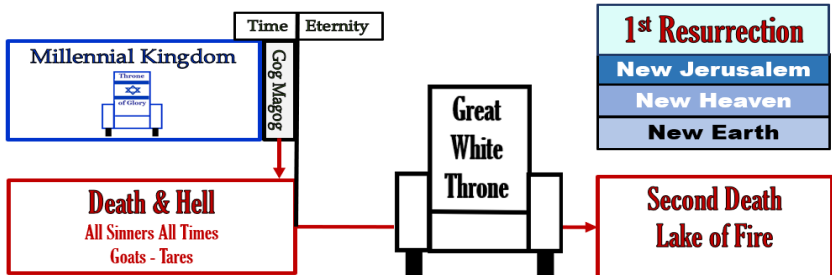 Time
Eternity
Millennial Kingdom
Throne
of Glory
Gog Magog
Death & Hell
All Sinners All Times
Goats - Tares
Great
White
Throne
1st Resurrection
New Jerusalem
New Heaven
New Earth
Second Death
Lake of Fire